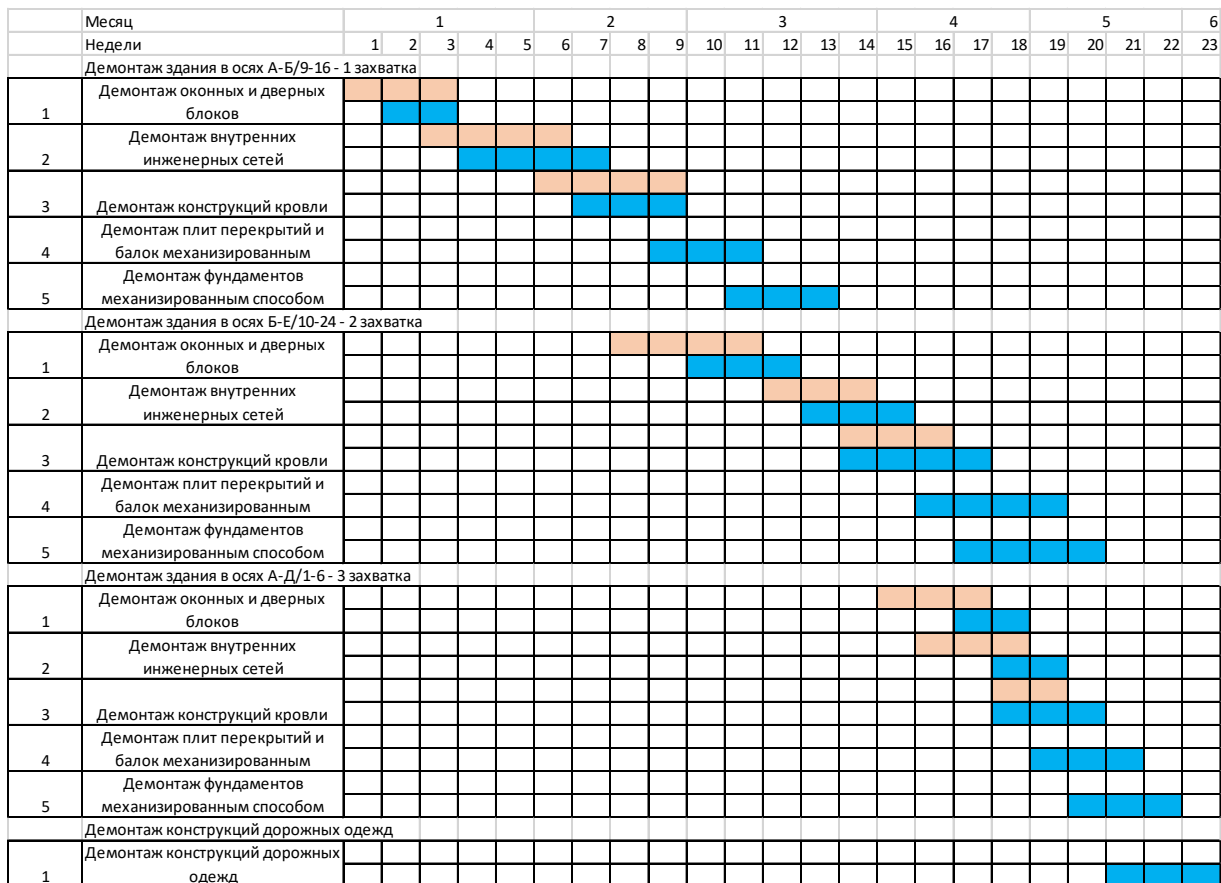 Месяц 1 2 3 4 5 6
Недели 1 2 3 4 5 6 7 8 9 10 11 12 13 14 15 16 17 18 19 20 21 22 23
Демонтаж здания в осях А-Б/9-16 - 1 захватка
Демонтаж оконных и дверных
1 блоков
Демонтаж внутренних
2 инженерных сетей
3 Демонтаж конструкций кровли
Демонтаж плит перекрытий и
4 балок механизированным
Демонтаж фундаментов
5 механизированным способом
Демонтаж здания в осях Б-Е/10-24 - 2 захватка
Демонтаж оконных и дверных
1 блоков
Демонтаж внутренних
2 инженерных сетей
3 Демонтаж конструкций кровли
Демонтаж плит перекрытий и
4 балок механизированным
Демонтаж фундаментов
5 механизированным способом
Демонтаж здания в осях А-Д/1-6 - 3 захватка
Демонтаж оконных и дверных
1 блоков
Демонтаж внутренних
2 инженерных сетей
3 Демонтаж конструкций кровли
Демонтаж плит перекрытий и
4 балок механизированным
Демонтаж фундаментов
5 механизированным способом
Демонтаж конструкций дорожных одежд
Демонтаж конструкций дорожных
1 одежд